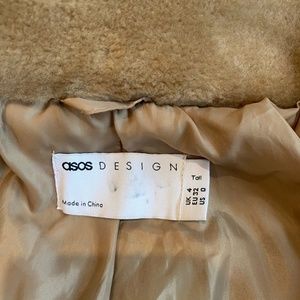 asos DESIGN
Made in China
Tall
UK 4
EU 32
US 0